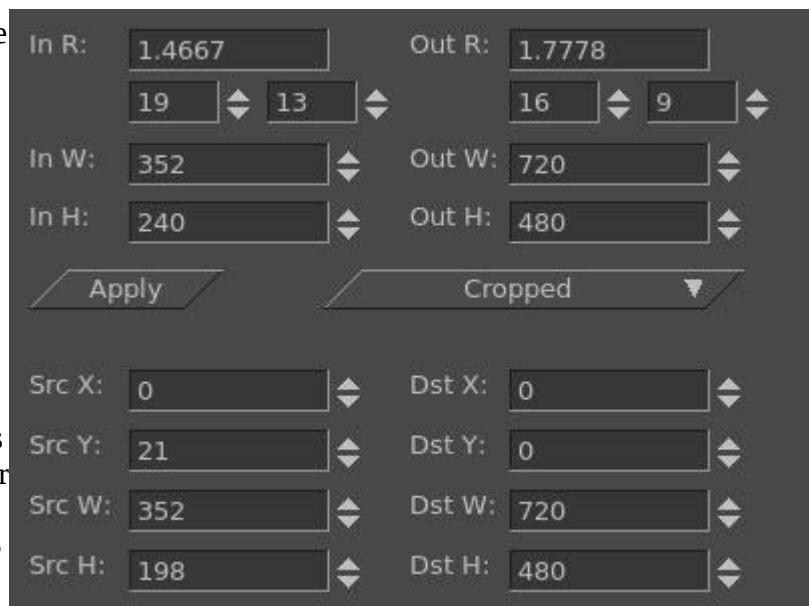 In R: 1.4667 Out R: 1.7778
19 13 16 9
In W: 352 Out W: 720
In H: 240 Out H: 480
Apply Cropped
Src X: 0 Dst X: 0
Src Y: 21 Dst Y: 0
Src W: 352 Dst W: 720
Src H: 198 Dst H: 480